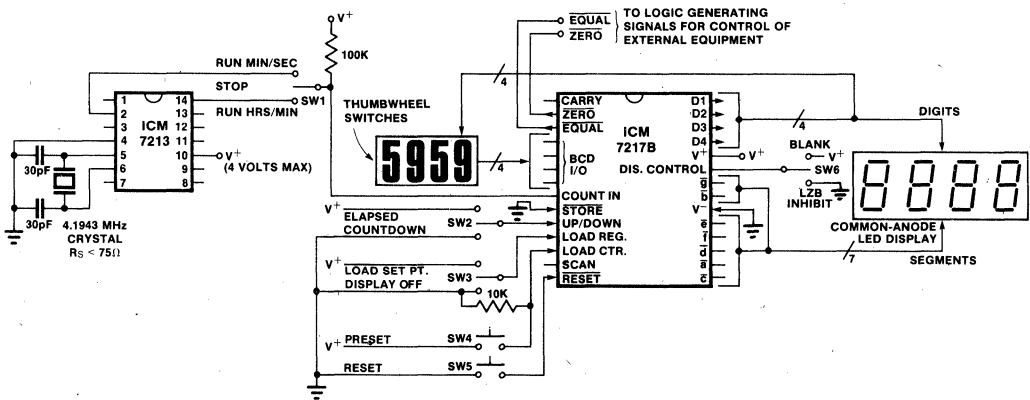 V+
100K
RUN MIN/SEC
STOP
SW1
RUN HRS/MIN
1 14
2 13
3 12
4 11
5 10
6 9
7 8
ICM
7213
V+
(4 VOLTS MAX)
30pF
30pF
4.1943 MHz
CRYSTAL
RS < 75Ω
EQUAL
ZERO
TO LOGIC GENERATING
SIGNALS FOR CONTROL OF
EXTERNAL EQUIPMENT
4
THUMBWHEEL
SWITCHES
5959
4
CARRY
ZERO
EQUAL
BCD
I/O
COUNT IN
STORE
UP/DOWN
LOAD REG.
LOAD CTR.
SCAN
RESET
ICM
7217B
DIS. CONTROL
D1
D2
D3
D4
V+
g
b
V−
e
f
d
a
c
4
DIGITS
V+
BLANK
V+
SW6
LZB
INHIBIT
8888
COMMON-ANODE
LED DISPLAY
7
SEGMENTS
V+
ELAPSED
COUNTDOWN
SW2
V+
LOAD SET PT.
DISPLAY OFF
SW3
10K
V+
PRESET
SW4
RESET
SW5